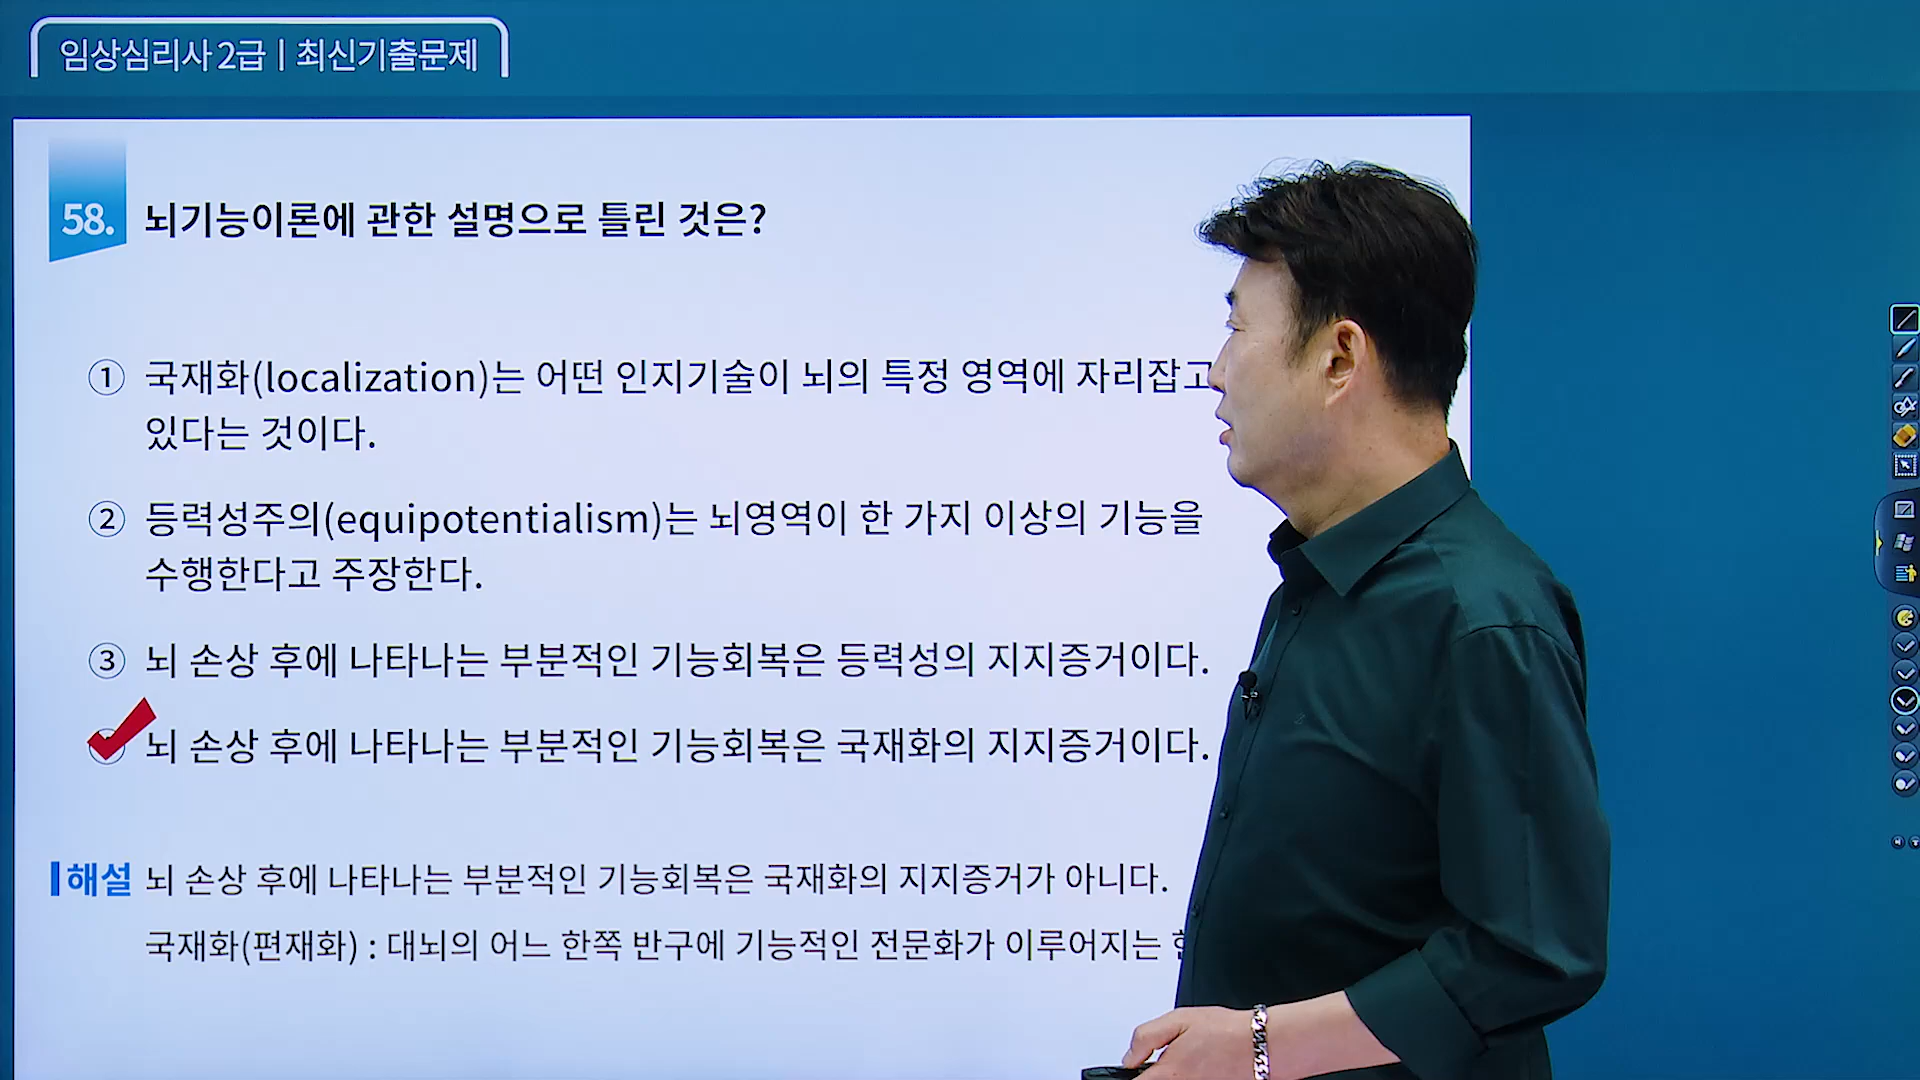 임상심리사 2급 | 최신기출문제
58. 뇌기능이론에 관한 설명으로 틀린 것은?
① 국재화(localization)는 어떤 인지기술이 뇌의 특정 영역에 자리잡고
있다는 것이다.
② 등력성주의(equipotentialism)는 뇌영역이 한 가지 이상의 기능을
수행한다고 주장한다.
③ 뇌 손상 후에 나타나는 부분적인 기능회복은 등력성의 지지증거이다.
뇌 손상 후에 나타나는 부분적인 기능회복은 국재화의 지지증거이다.
해설 뇌 손상 후에 나타나는 부분적인 기능회복은 국재화의 지지증거가 아니다.
국재화(편재화) : 대뇌의 어느 한쪽 반구에 기능적인 전문화가 이루어지는